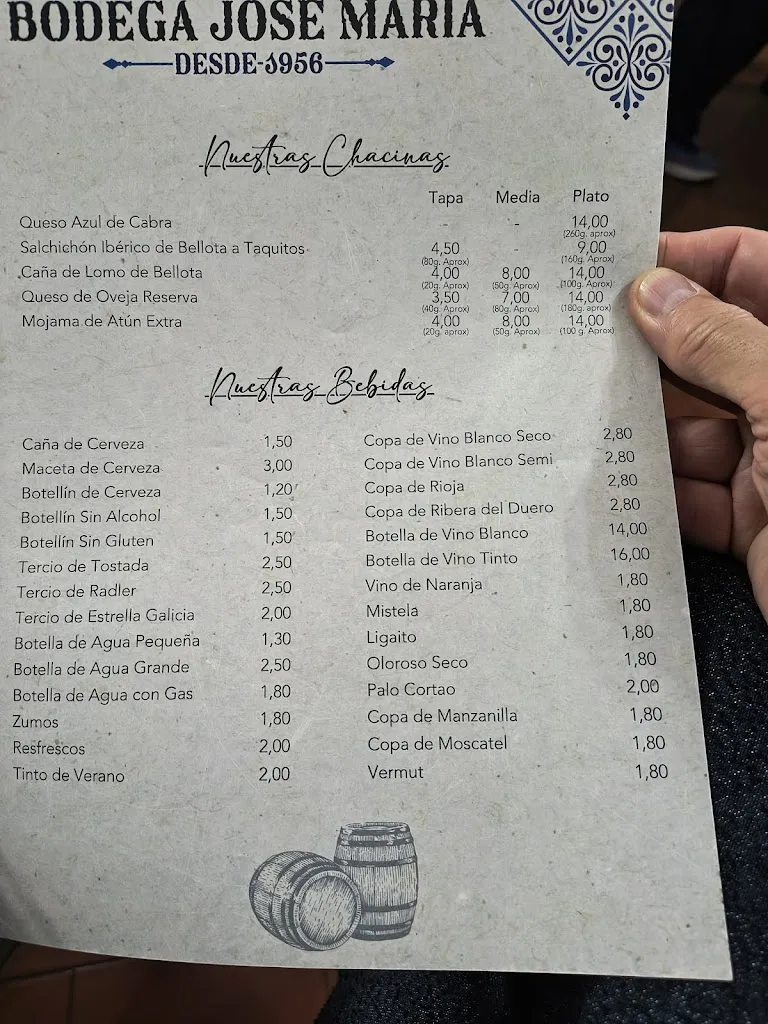 BODEGA JOSE MARIA
DESDE 1956
Nuestras Chacinas
Tapa Media Plato
Queso Azul de Cabra - - 14,00
(260g. aprox)
Salchichón Ibérico de Bellota a Taquitos 4,50 9,00
(80g. Aprox) (160g. Aprox)
Caña de Lomo de Bellota 4,00 8,00 14,00
(20g. Aprox) (50g. Aprox) (100g. Aprox)
Queso de Oveja Reserva 3,50 7,00 14,00
(40g. Aprox) (80g. Aprox) (180g. aprox)
Mojama de Atún Extra 4,00 8,00 14,00
(20g. aprox) (50g. Aprox) (100 g. Aprox)
Nuestras Bebidas
Caña de Cerveza 1,50
Maceta de Cerveza 3,00
Botellín de Cerveza 1,20
Botellín Sin Alcohol 1,50
Botellín Sin Gluten 1,50
Tercio de Tostada 2,50
Tercio de Radler 2,50
Tercio de Estrella Galicia 2,00
Botella de Agua Pequeña 1,30
Botella de Agua Grande 2,50
Botella de Agua con Gas 1,80
Zumos 1,80
Resfrescos 2,00
Tinto de Verano 2,00
Copa de Vino Blanco Seco 2,80
Copa de Vino Blanco Semi 2,80
Copa de Rioja 2,80
Copa de Ribera del Duero 2,80
Botella de Vino Blanco 14,00
Botella de Vino Tinto 16,00
Vino de Naranja 1,80
Mistela 1,80
Ligaito 1,80
Oloroso Seco 1,80
Palo Cortao 2,00
Copa de Manzanilla 1,80
Copa de Moscatel 1,80
Vermut 1,80